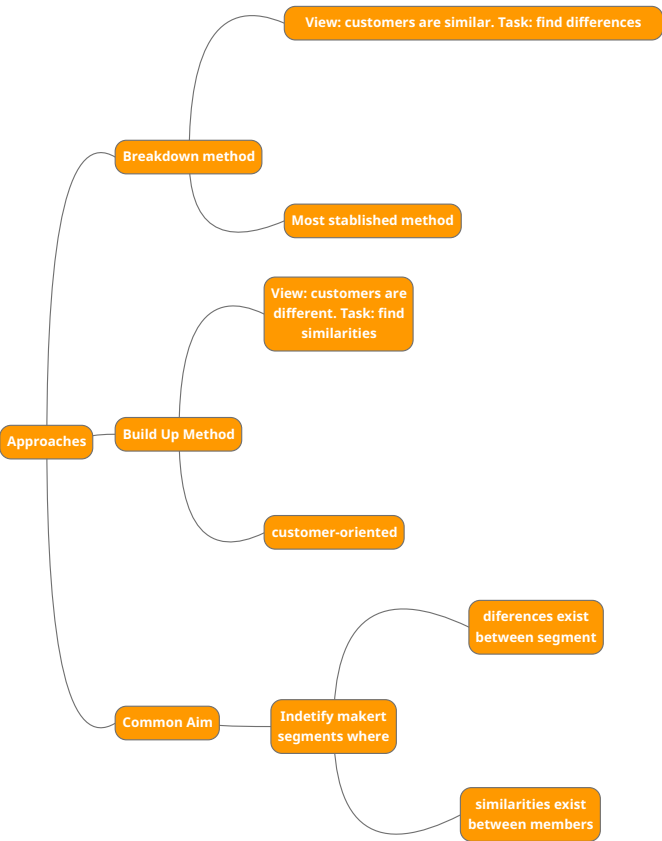 View: customers are similar. Task: find differences
Breakdown method
Most stablished method
View: customers are
different. Task: find
similarities
Approaches
Build Up Method
customer-oriented
diferences exist
between segment
Common Aim
Indetify makert
segments where
similarities exist
between members